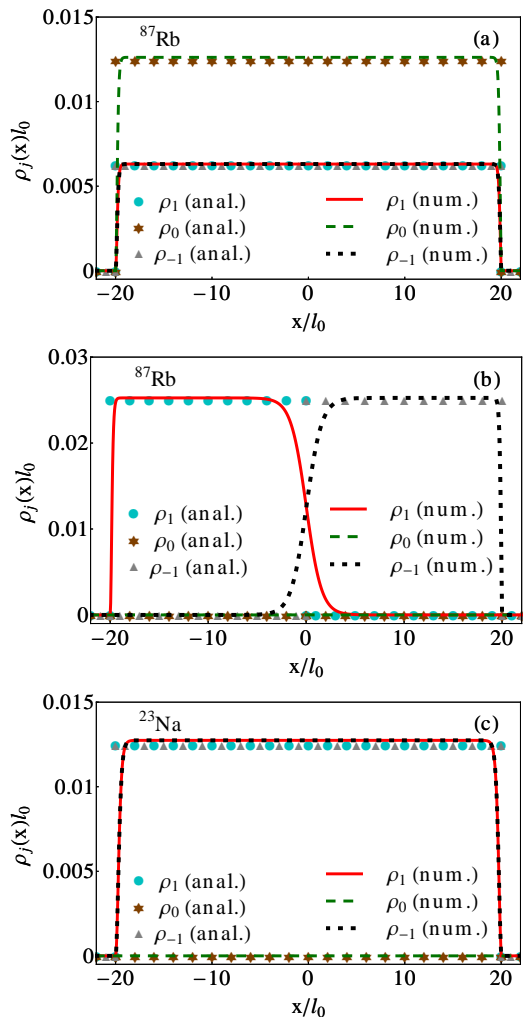 ⁸⁷Rb (a)
0.015
0.01
0.005
0
ρⱼ(x)l₀
ρ₁ (anal.) ρ₁ (num.)
ρ₀ (anal.) ρ₀ (num.)
ρ₋₁ (anal.) ρ₋₁ (num.)
−20 −10 0 10 20
x/l₀
⁸⁷Rb (b)
0.03
0.02
0.01
0
ρⱼ(x)l₀
ρ₁ (anal.) ρ₁ (num.)
ρ₀ (anal.) ρ₀ (num.)
ρ₋₁ (anal.) ρ₋₁ (num.)
−20 −10 0 10 20
x/l₀
²³Na (c)
0.015
0.01
0.005
0
ρⱼ(x)l₀
ρ₁ (anal.) ρ₁ (num.)
ρ₀ (anal.) ρ₀ (num.)
ρ₋₁ (anal.) ρ₋₁ (num.)
−20 −10 0 10 20
x/l₀